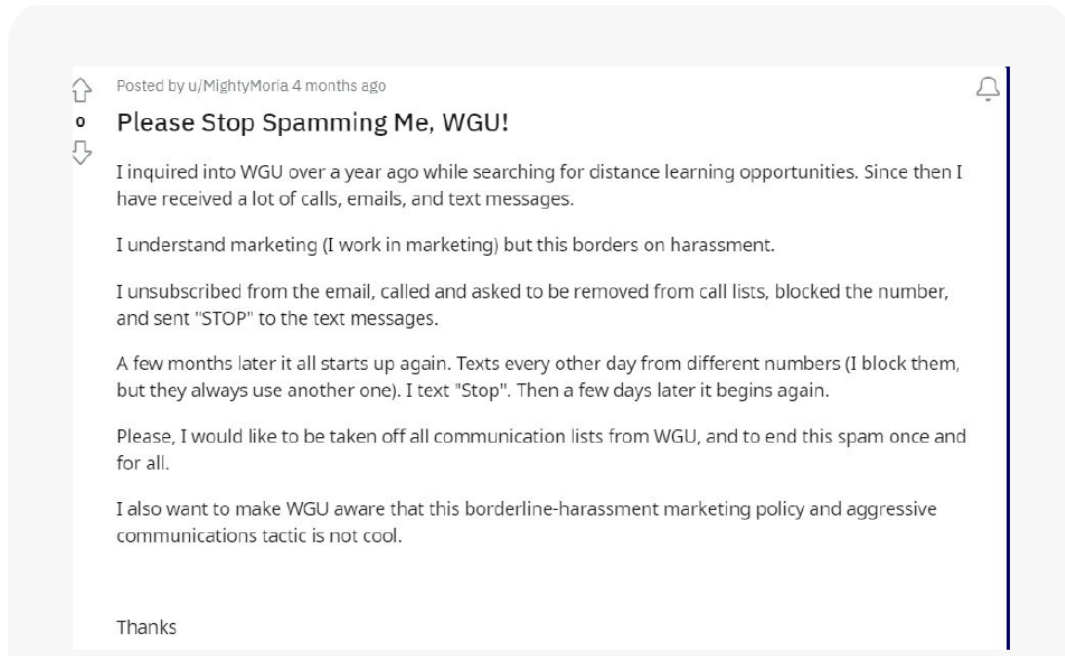 Posted by u/MightyMoria 4 months ago
0
Please Stop Spamming Me, WGU!
I inquired into WGU over a year ago while searching for distance learning opportunities. Since then I
have received a lot of calls, emails, and text messages.
I understand marketing (I work in marketing) but this borders on harassment.
I unsubscribed from the email, called and asked to be removed from call lists, blocked the number,
and sent "STOP" to the text messages.
A few months later it all starts up again. Texts every other day from different numbers (I block them,
but they always use another one). I text "Stop". Then a few days later it begins again.
Please, I would like to be taken off all communication lists from WGU, and to end this spam once and
for all.
I also want to make WGU aware that this borderline-harassment marketing policy and aggressive
communications tactic is not cool.
Thanks